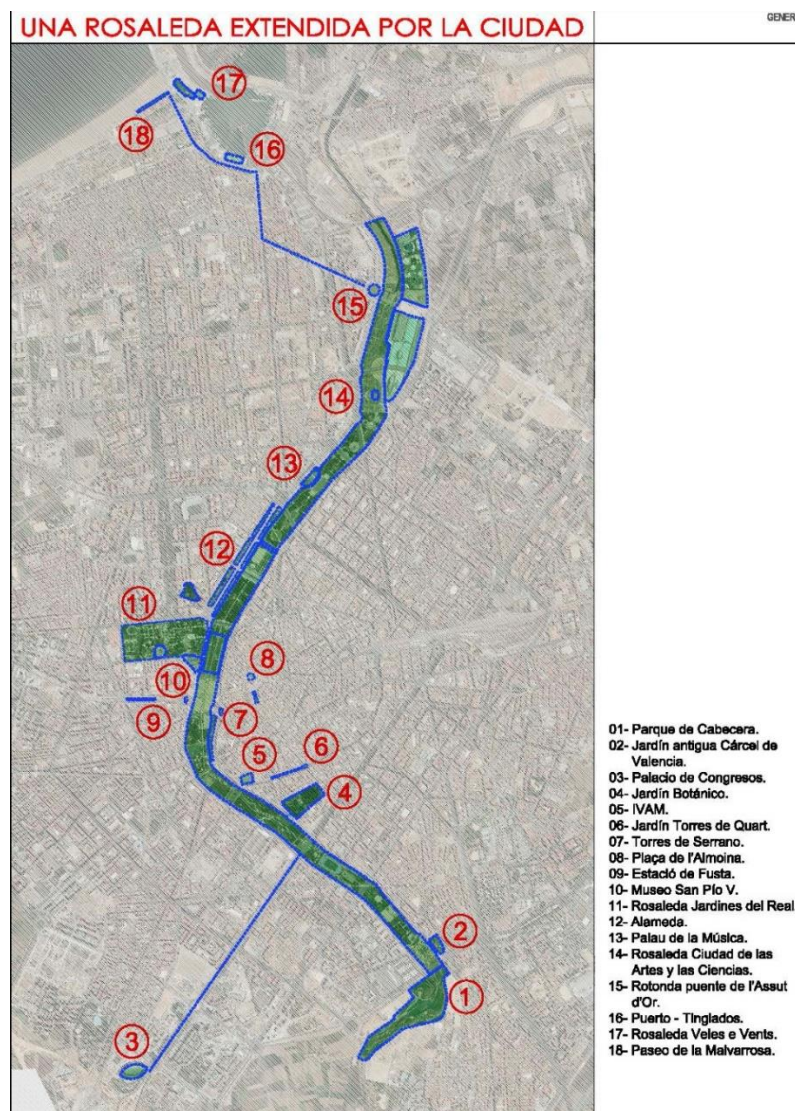 UNA ROSALEDA EXTENDIDA POR LA CIUDAD
GENER
17
18
16
15
14
13
12
11
10
8
9
7
5
6
4
2
1
3
01- Parque de Cabecera.
02- Jardín antigua Cárcel de
Valencia.
03- Palacio de Congresos.
04- Jardín Botánico.
05- IVAM.
06- Jardín Torres de Quart.
07- Torres de Serrano.
08- Plaça de l'Almoina.
09- Estació de Fusta.
10- Museo San Pío V.
11- Rosaleda Jardines del Real
12- Alameda.
13- Palau de la Música.
14- Rosaleda Ciudad de las
Artes y las Ciencias.
15- Rotonda puente de l'Assut
d'Or.
16- Puerto - Tinglados.
17- Rosaleda Veles e Vents.
18- Paseo de la Malvarrosa.